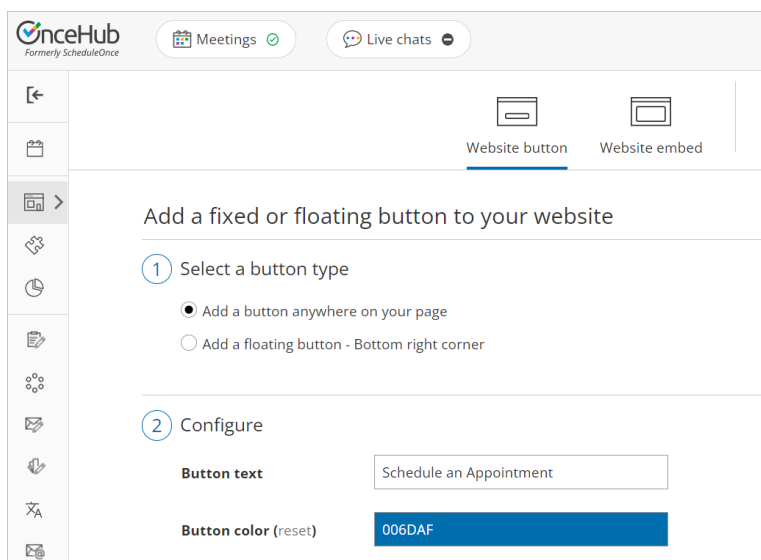 OnceHub
Formerly ScheduleOnce
Meetings
Live chats
Website button
Website embed
Add a fixed or floating button to your website
1 Select a button type
Add a button anywhere on your page
Add a floating button - Bottom right corner
2 Configure
Button text
Schedule an Appointment
Button color (reset)
006DAF